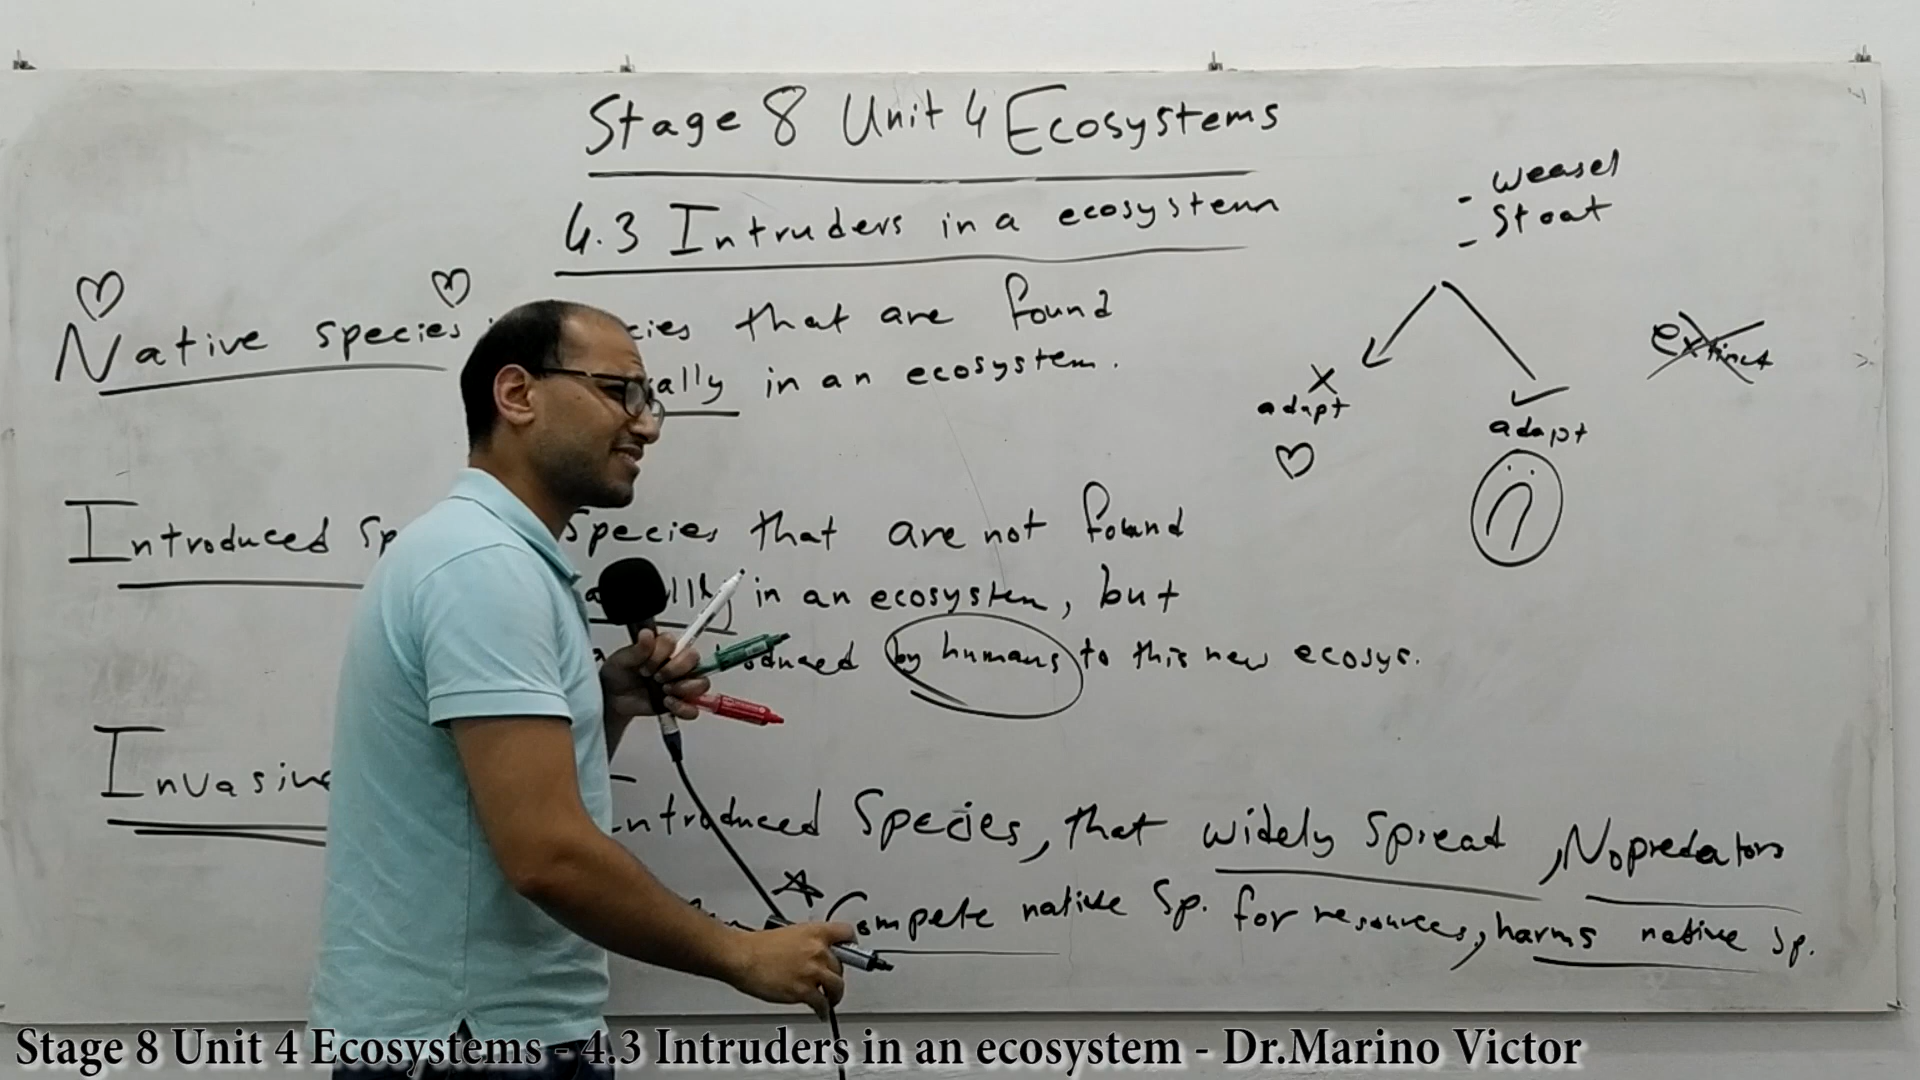 Stage 8 Unit 4 Ecosystems
4.3 Intruders in a ecosystem
Native species cies that are found
ally in an ecosystem.
Introduced Sp Species that are not found
ally in an ecosystem, but
oduced by humans to this new ecosys.
Invasive Introduced Species, that widely spread, No predators
Compete native Sp. for resources, harms native sp.
- weasel
- Stoat
adapt
adapt
extinct
Stage 8 Unit 4 Ecosystems - 4.3 Intruders in an ecosystem - Dr.Marino Victor